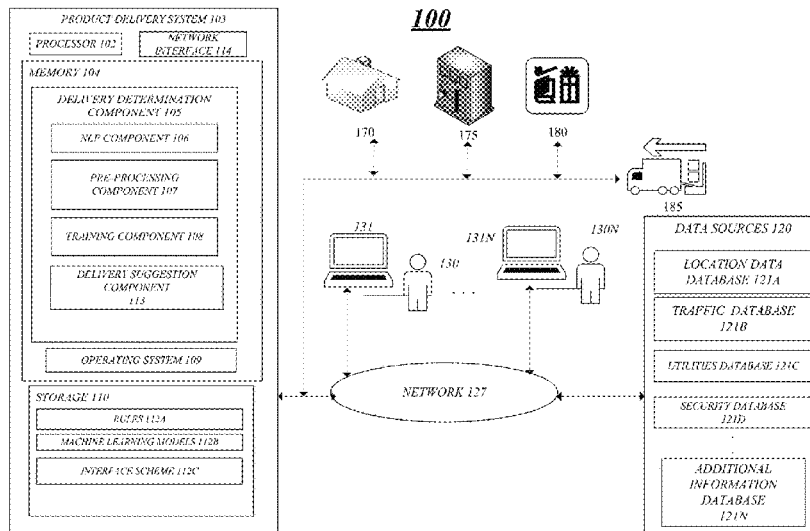 100
PRODUCT DELIVERY SYSTEM 103
PROCESSOR 102
NETWORK
INTERFACE 114
MEMORY 104
DELIVERY DETERMINATION
COMPONENT 105
NLP COMPONENT 106
PRE-PROCESSING
COMPONENT 107
TRAINING COMPONENT 108
DELIVERY SUGGESTION
COMPONENT
113
OPERATING SYSTEM 109
STORAGE 110
RULES 112A
MACHINE LEARNING MODELS 112B
INTERFACE SCHEME 112C
170
175
180
185
131
130
. . .
131N
130N
NETWORK 127
DATA SOURCES 120
LOCATION DATA
DATABASE 121A
TRAFFIC DATABASE
121B
UTILITIES DATABASE 121C
SECURITY DATABASE
121D
ADDITIONAL
INFORMATION
DATABASE
121N